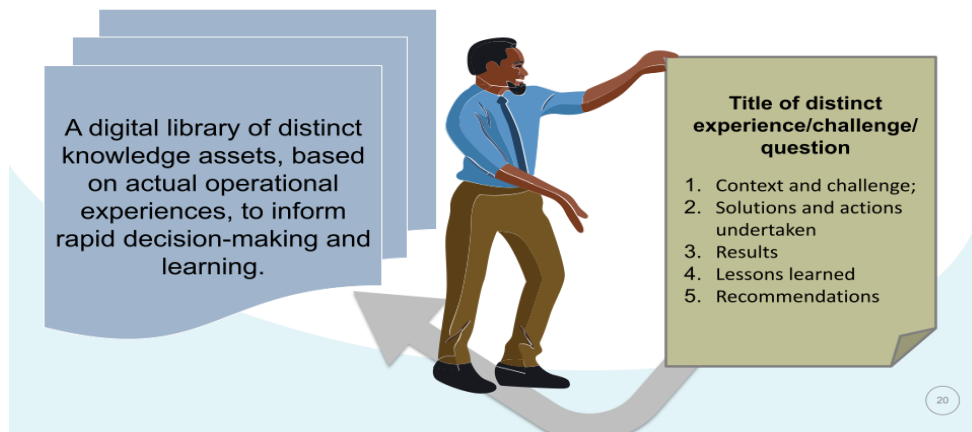 A digital library of distinct
knowledge assets, based
on actual operational
experiences, to inform
rapid decision-making and
learning.
Title of distinct
experience/challenge/
question
1. Context and challenge;
2. Solutions and actions
undertaken
3. Results
4. Lessons learned
5. Recommendations
20